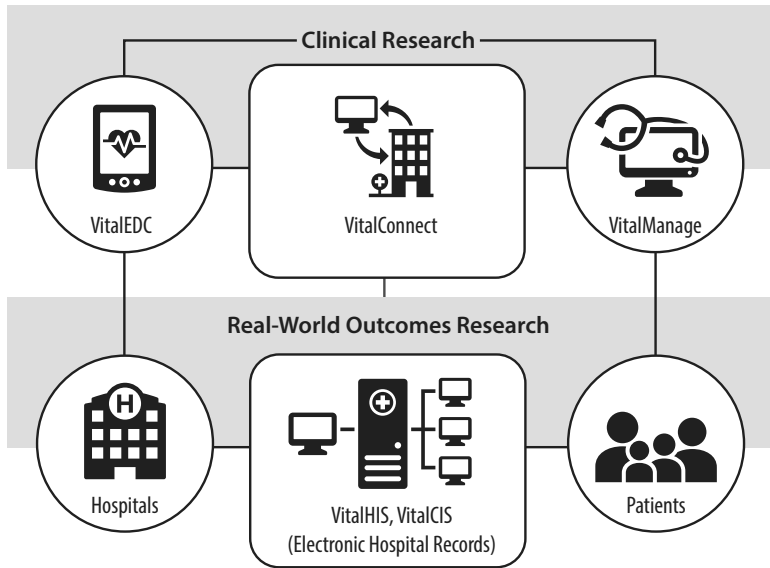 Clinical Research
VitalEDC
VitalConnect
VitalManage
Real-World Outcomes Research
H
Hospitals
VitalHIS, VitalCIS
(Electronic Hospital Records)
Patients